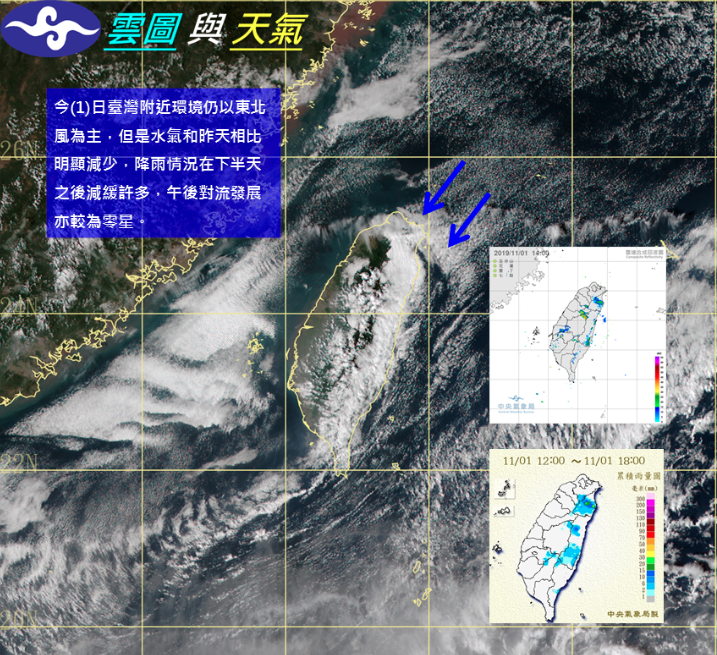 雲圖 與 天氣
今(1)日臺灣附近環境仍以東北
風為主，但是水氣和昨天相比
明顯減少，降雨情況在下半天
之後減緩許多，午後對流發展
亦較為零星。
26N
24N
22N
20N
2019/11/01 14:00
中央氣象局
11/01 12:00 ～11/01 18:00
累積雨量圖
毫米(mm)
300
200
150
130
110
90
70
50
40
30
20
15
10
6
2
1
中央氣象局製